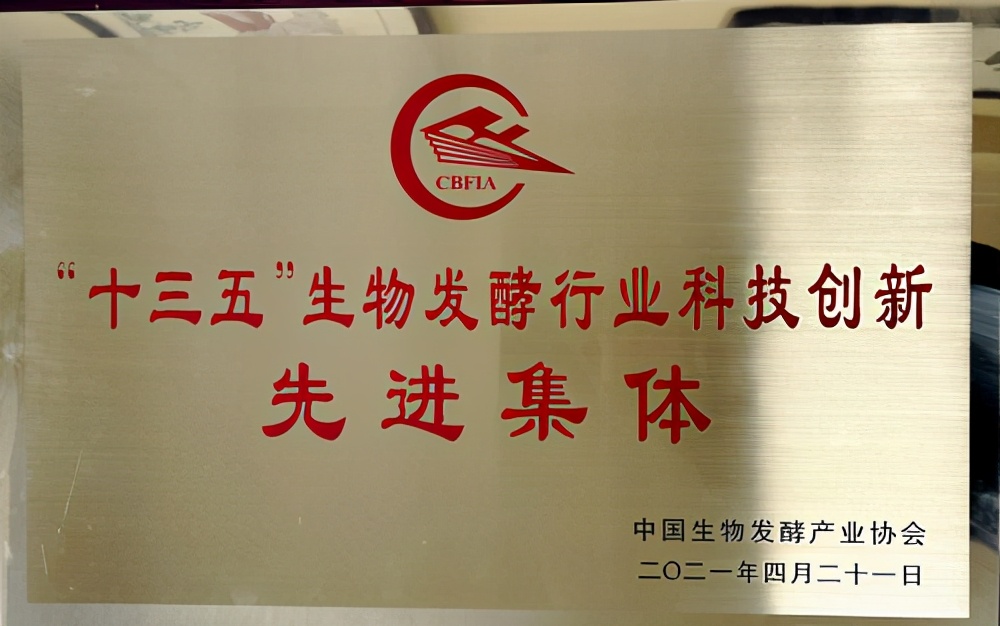 CBFIA
“十三五”生物发酵行业科技创新
先进集体
中国生物发酵产业协会
二〇二一年四月二十一日